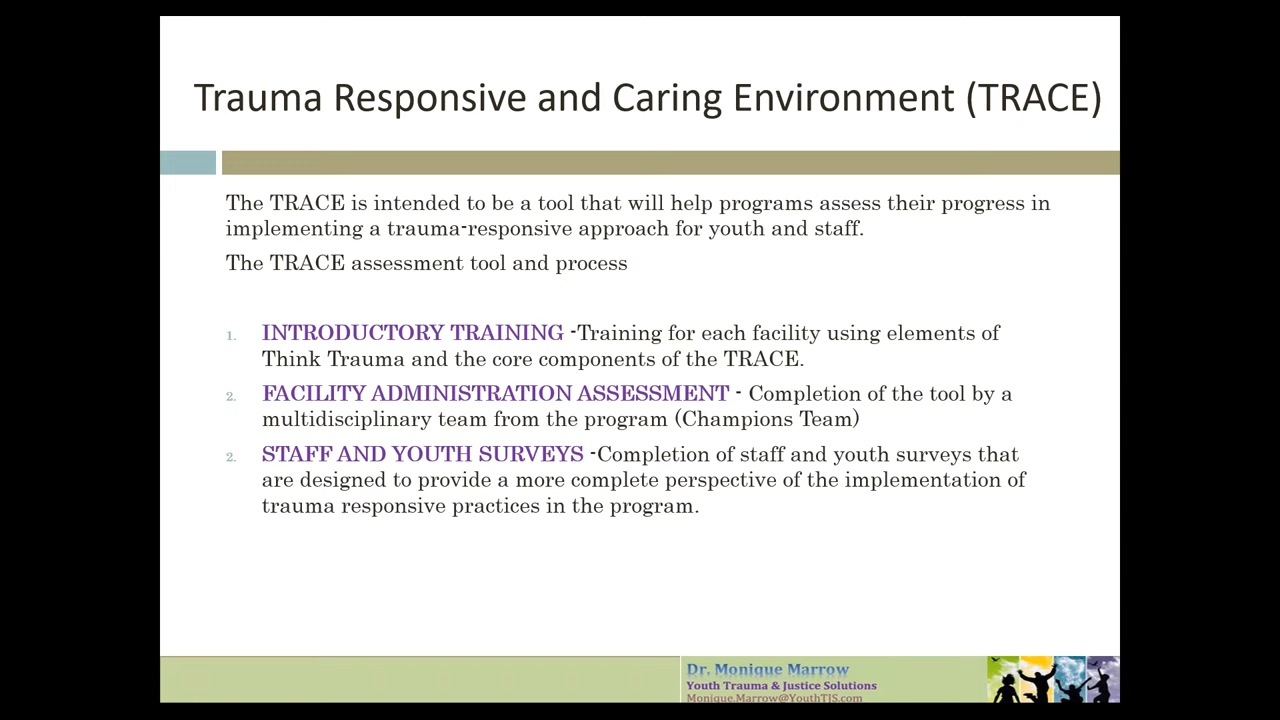 Trauma Responsive and Caring Environment (TRACE)
The TRACE is intended to be a tool that will help programs assess their progress in
implementing a trauma-responsive approach for youth and staff.
The TRACE assessment tool and process
1. INTRODUCTORY TRAINING -Training for each facility using elements of
Think Trauma and the core components of the TRACE.
2. FACILITY ADMINISTRATION ASSESSMENT - Completion of the tool by a
multidisciplinary team from the program (Champions Team)
2. STAFF AND YOUTH SURVEYS -Completion of staff and youth surveys that
are designed to provide a more complete perspective of the implementation of
trauma responsive practices in the program.
Dr. Monique Marrow
Youth Trauma & Justice Solutions
Monique.Marrow@YouthTJS.com